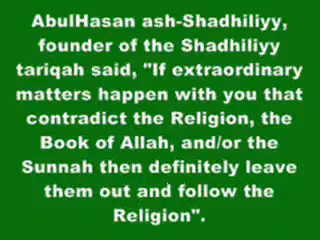 AbulHasan ash-Shadhiliyy,
founder of the Shadhiliyy
tariqah said, "If extraordinary
matters happen with you that
contradict the Religion, the
Book of Allah, and/or the
Sunnah then definitely leave
them out and follow the
Religion".